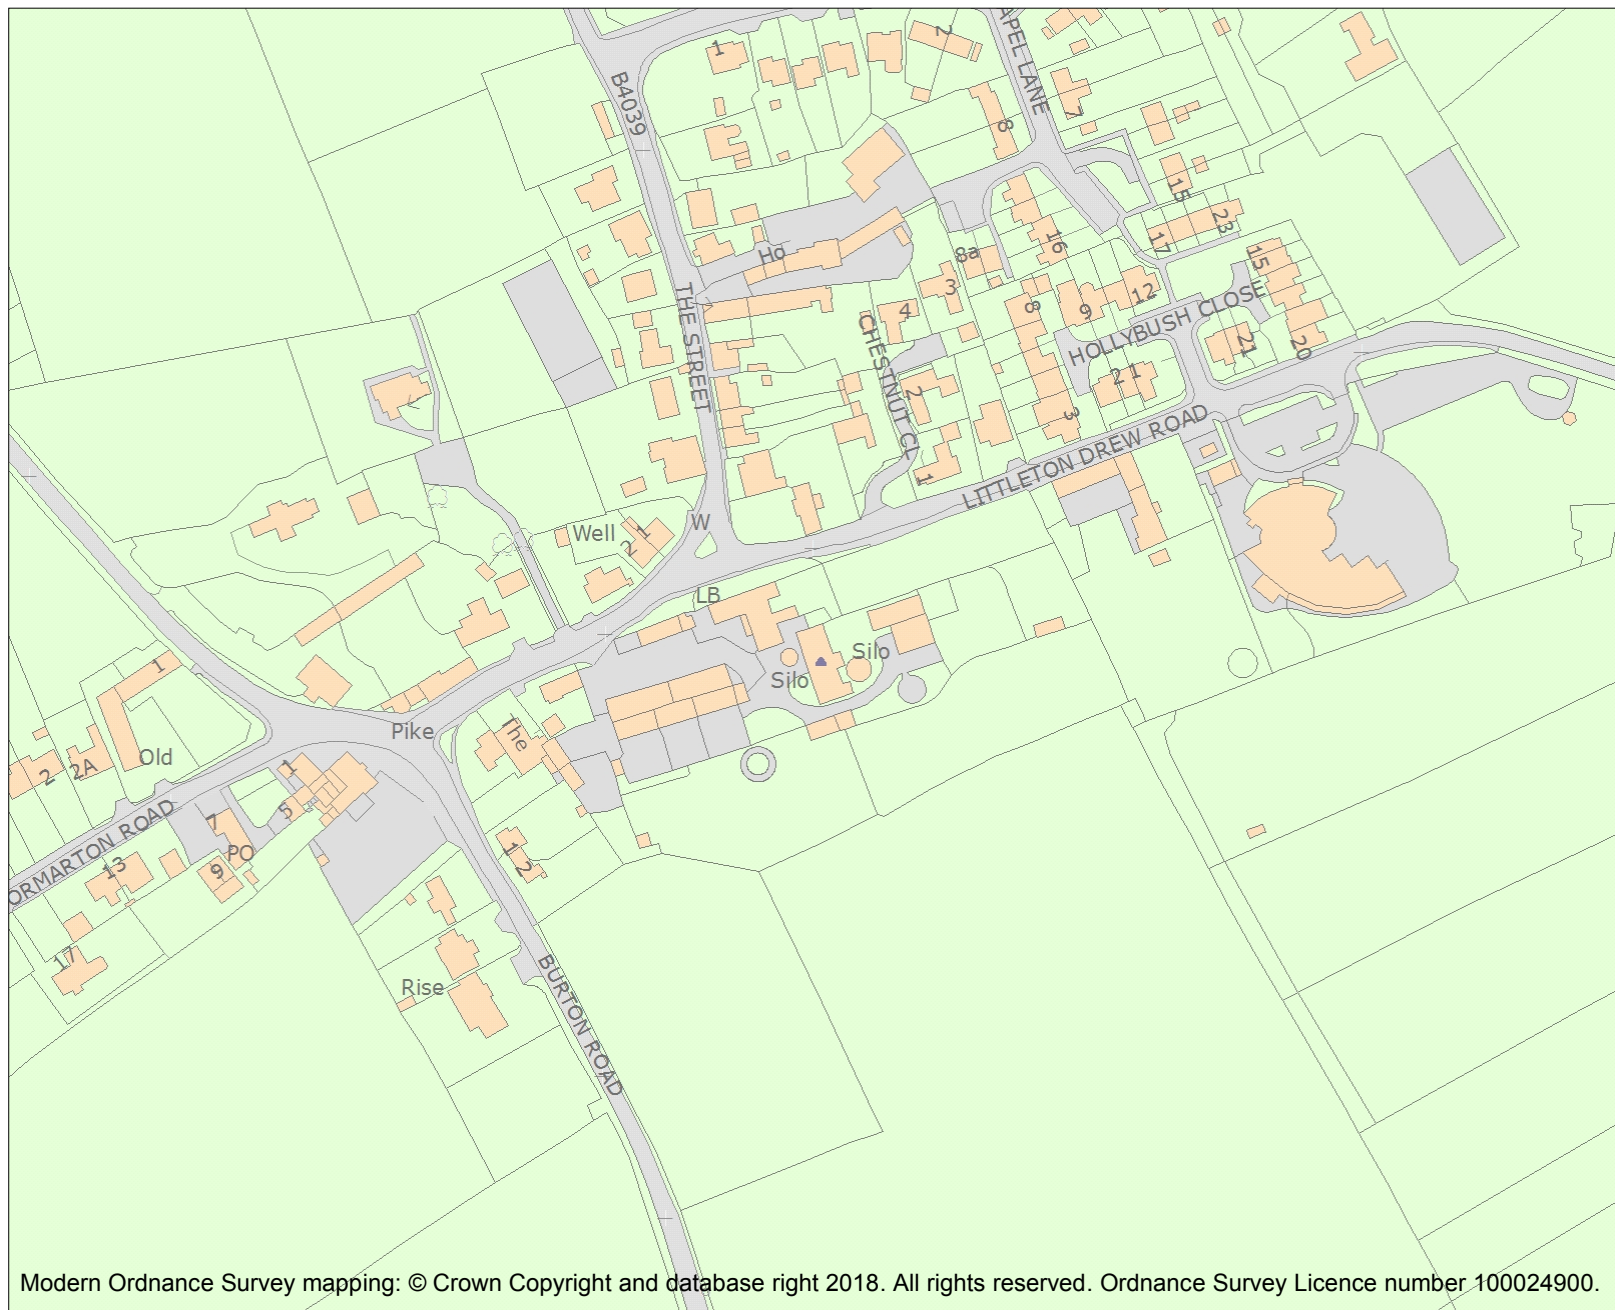 1
2
APEL LANE
B4039
8
7
15
23
17
16
8a
Ho
3
15
THE STREET
4
8
9
12
HOLLYBUSH CLOSE
CHESTNUT CL
21
20
2
2 1
3
LITTLETON DREW ROAD
1
W
Well
1
2
LB
Silo
Silo
1
Old
Pike
The
2
2A
1
5
7
PO
9
13
ORMARTON ROAD
17
1 2
Rise
BURTON ROAD
Modern Ordnance Survey mapping: © Crown Copyright and database right 2018. All rights reserved. Ordnance Survey Licence number 100024900.